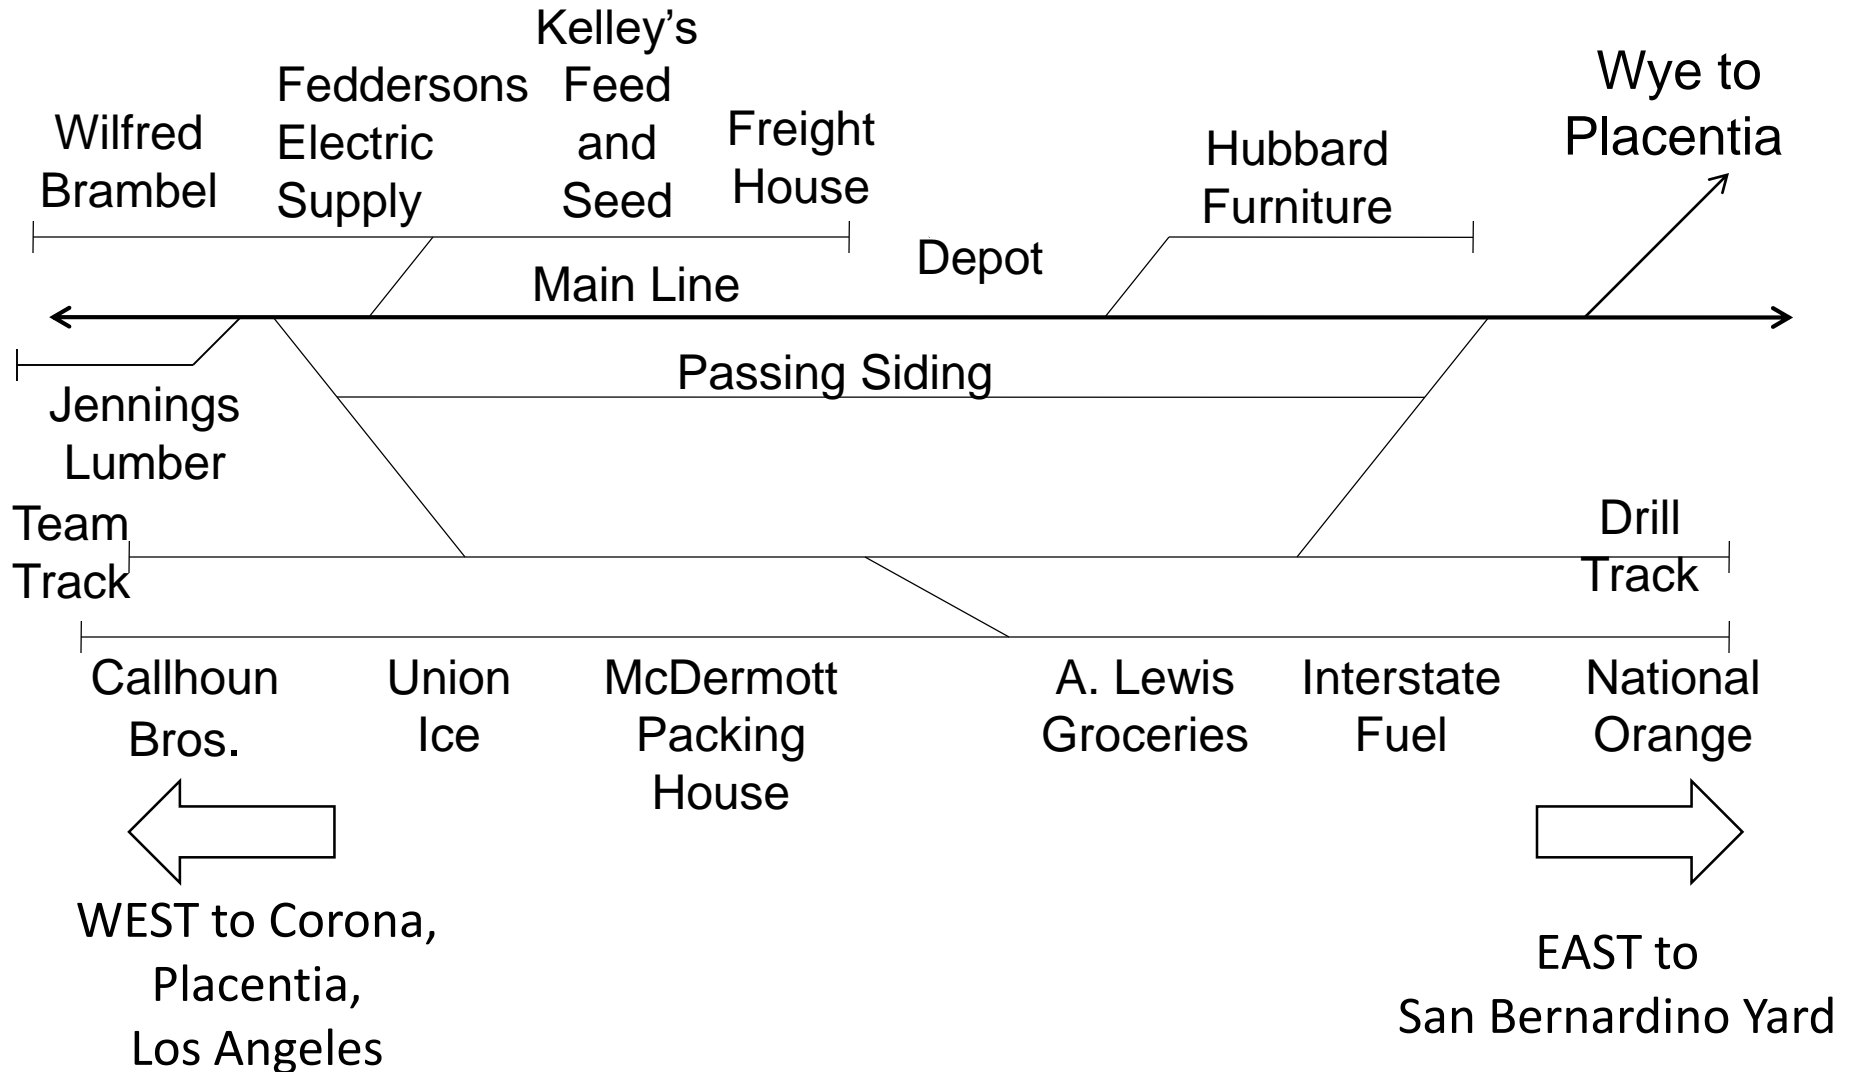 Wilfred
Brambel
Feddersons
Electric
Supply
Kelley’s
Feed
and
Seed
Freight
House
Depot
Hubbard
Furniture
Wye to
Placentia
Main Line
Passing Siding
Jennings
Lumber
Team
Track
Drill
Track
Callhoun
Bros.
Union
Ice
McDermott
Packing
House
A. Lewis
Groceries
Interstate
Fuel
National
Orange
WEST to Corona,
Placentia,
Los Angeles
EAST to
San Bernardino Yard